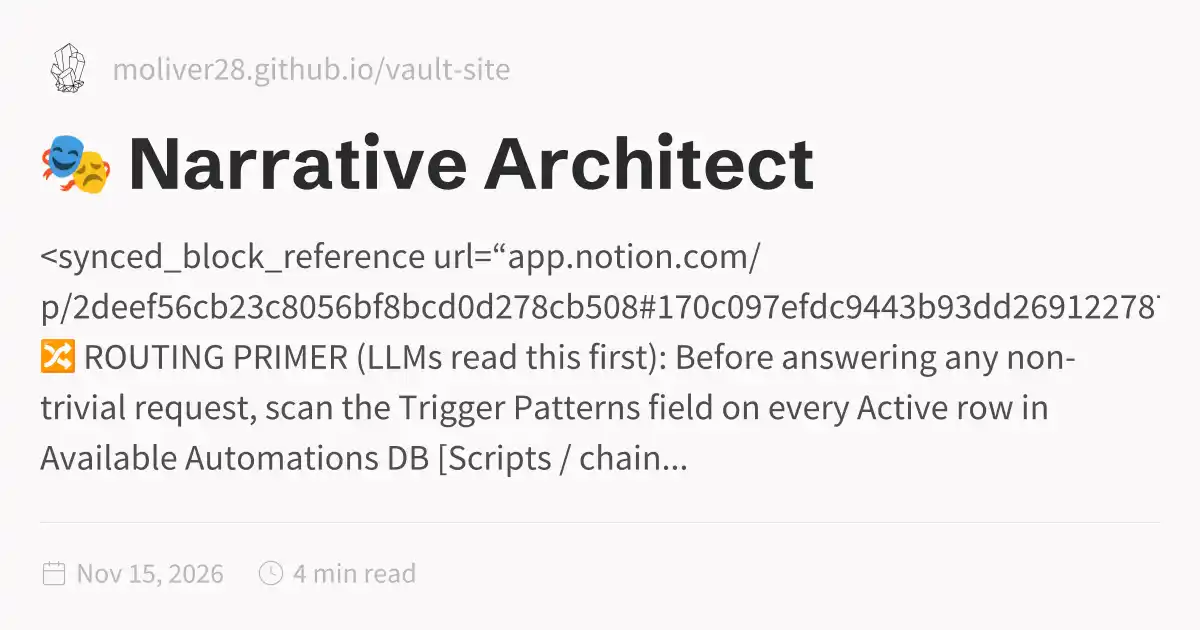 moliver28.github.io/vault-site
🎭 Narrative Architect
<synced_block_reference url=“app.notion.com/
p/2deef56cb23c8056bf8bcd0d278cb508#170c097efdc9443b93dd26912278
🔀 ROUTING PRIMER (LLMs read this first): Before answering any non-
trivial request, scan the Trigger Patterns field on every Active row in
Available Automations DB [Scripts / chain...
Nov 15, 2026 4 min read